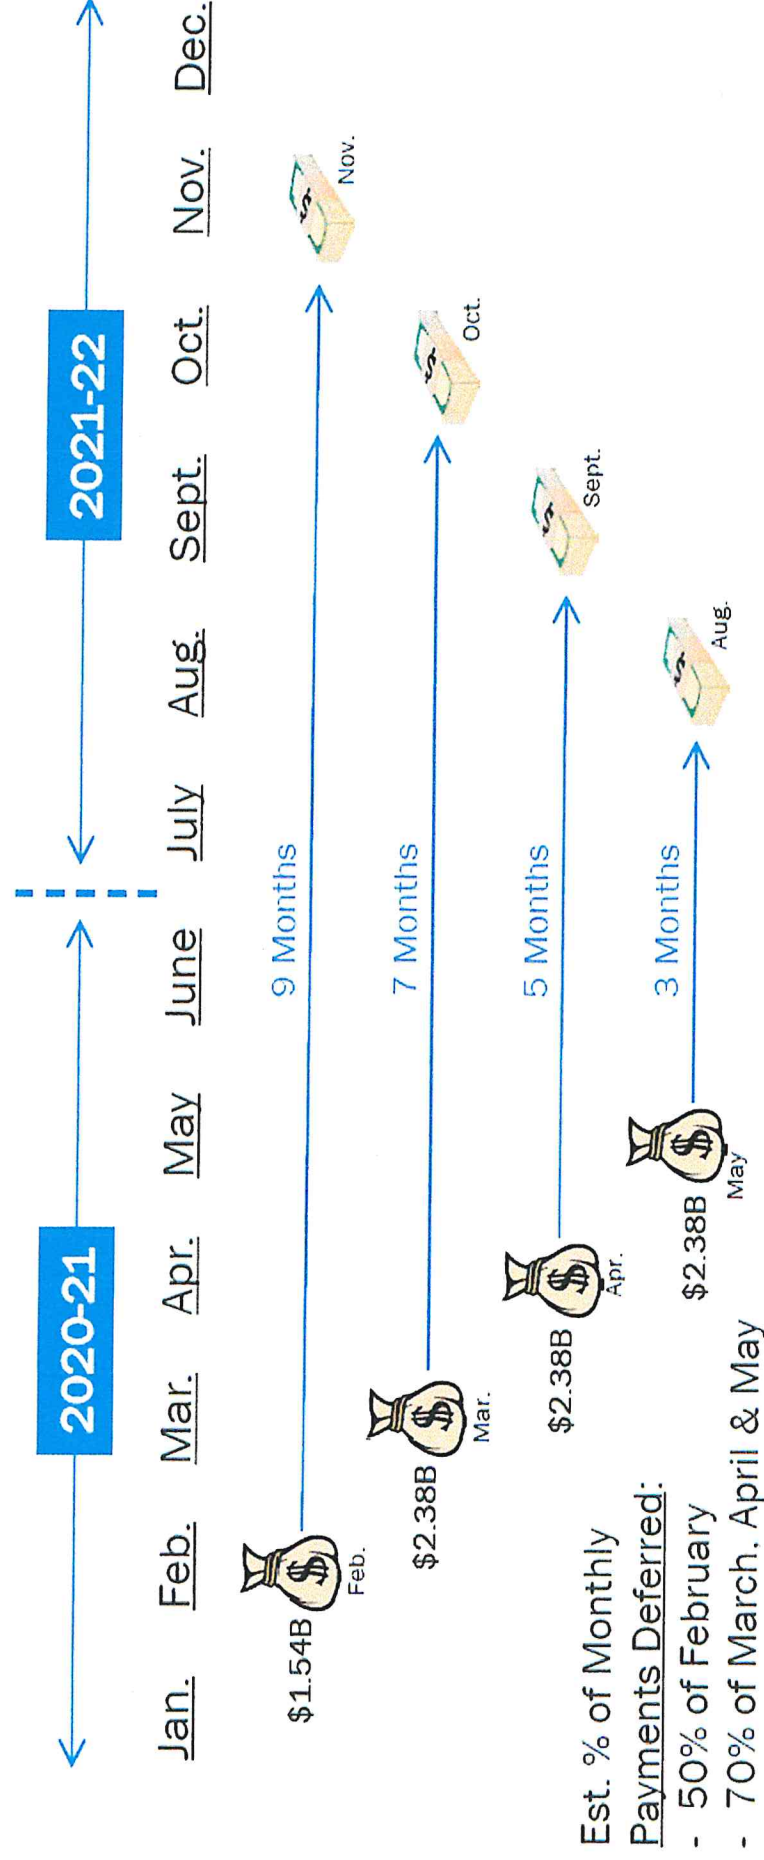 2020-21
2021-22
Jan. Feb. Mar. Apr. May June July Aug. Sept. Oct. Nov. Dec.
$1.54B
Feb.
9 Months
Nov.
$2.38B
Mar.
7 Months
Oct.
$2.38B
Apr.
5 Months
Sept.
$2.38B
May
3 Months
Aug.
Est. % of Monthly
Payments Deferred:
- 50% of February
- 70% of March, April & May